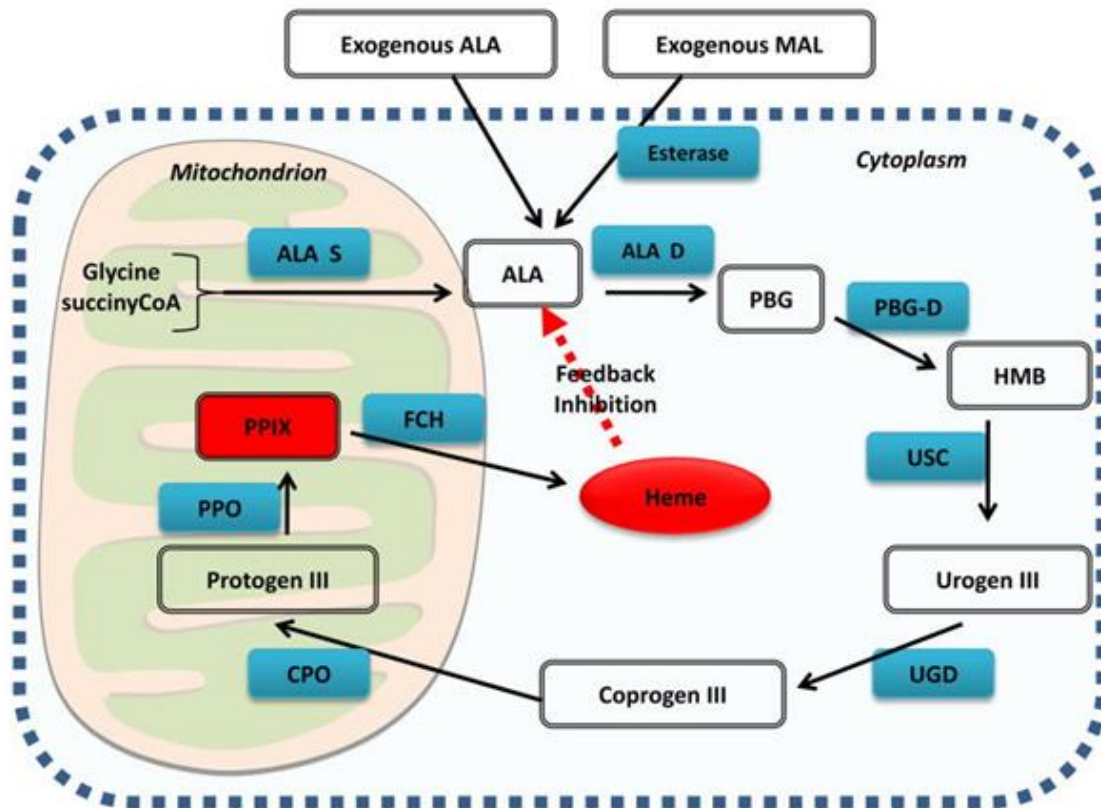 Exogenous ALA
Exogenous MAL
Esterase
Mitochondrion
Cytoplasm
ALA S
ALA
ALA D
Glycine
succinyCoA
PBG
PBG-D
Feedback
Inhibition
HMB
PPIX
FCH
USC
Heme
PPO
Protogen III
Urogen III
CPO
Coprogen III
UGD